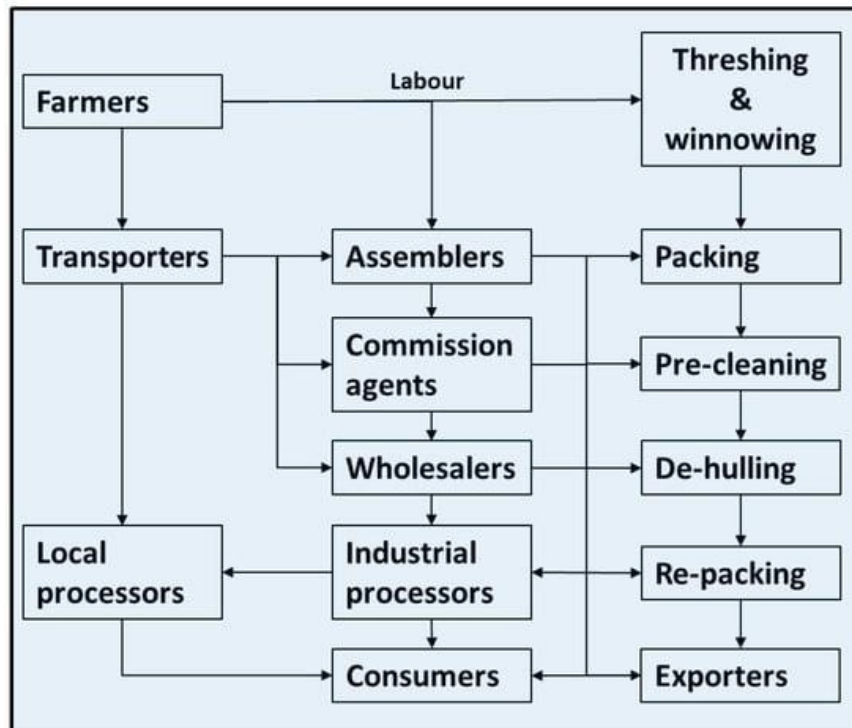 Farmers
Labour
Threshing
&
winnowing
Transporters
Assemblers
Packing
Commission
agents
Pre-cleaning
Wholesalers
De-hulling
Local
processors
Industrial
processors
Re-packing
Consumers
Exporters